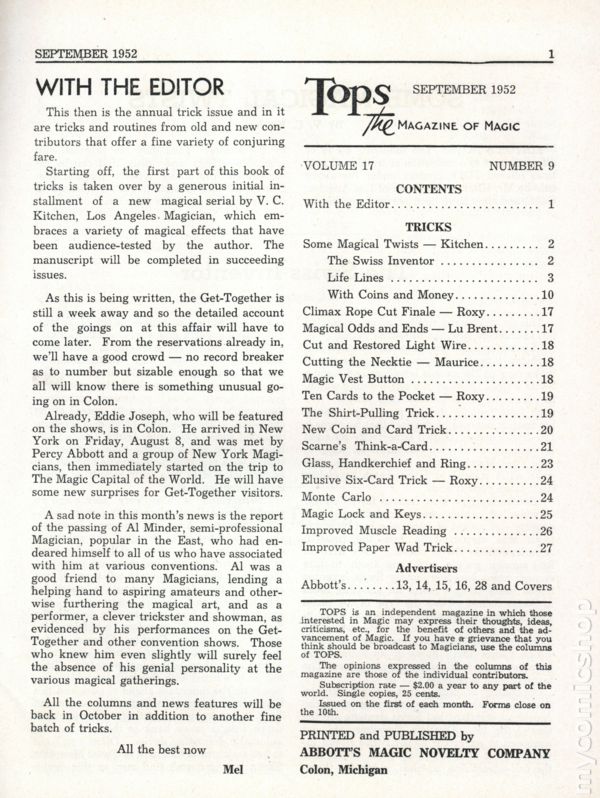 SEPTEMBER 1952 1
WITH THE EDITOR
This then is the annual trick issue and in it
are tricks and routines from old and new con-
tributors that offer a fine variety of conjuring
fare.
Starting off, the first part of this book of
tricks is taken over by a generous initial in-
stallment of a new magical serial by V. C.
Kitchen, Los Angeles Magician, which em-
braces a variety of magical effects that have
been audience-tested by the author. The
manuscript will be completed in succeeding
issues.
As this is being written, the Get-Together is
still a week away and so the detailed account
of the goings on at this affair will have to
come later. From the reservations already in,
we'll have a good crowd — no record breaker
as to number but sizable enough so that we
all will know there is something unusual go-
ing on in Colon.
Already, Eddie Joseph, who will be featured
on the shows, is in Colon. He arrived in New
York on Friday, August 8, and was met by
Percy Abbott and a group of New York Magi-
cians, then immediately started on the trip to
The Magic Capital of the World. He will have
some new surprises for Get-Together visitors.
A sad note in this month's news is the report
of the passing of Al Minder, semi-professional
Magician, popular in the East, who had en-
deared himself to all of us who have associated
with him at various conventions. Al was a
good friend to many Magicians, lending a
helping hand to aspiring amateurs and other-
wise furthering the magical art, and as a
performer, a clever trickster and showman, as
evidenced by his performances on the Get-
Together and other convention shows. Those
who knew him even slightly will surely feel
the absence of his genial personality at the
various magical gatherings.
All the columns and news features will be
back in October in addition to another fine
batch of tricks.
All the best now
Mel
Tops SEPTEMBER 1952
The MAGAZINE OF MAGIC
VOLUME 17 NUMBER 9
CONTENTS
With the Editor........................ 1
TRICKS
Some Magical Twists — Kitchen......... 2
The Swiss Inventor ................ 2
Life Lines ........................ 3
With Coins and Money..............10
Climax Rope Cut Finale — Roxy.........17
Magical Odds and Ends — Lu Brent.......17
Cut and Restored Light Wire............18
Cutting the Necktie — Maurice..........18
Magic Vest Button .....................18
Ten Cards to the Pocket — Roxy.........19
The Shirt-Pulling Trick.................19
New Coin and Card Trick...............20
Scarne's Think-a-Card..................21
Glass, Handkerchief and Ring............23
Elusive Six-Card Trick — Roxy..........24
Monte Carlo ..........................24
Magic Lock and Keys...................25
Improved Muscle Reading ..............26
Improved Paper Wad Trick..............27
Advertisers
Abbott's........13, 14, 15, 16, 28 and Covers
TOPS is an independent magazine in which those
interested in Magic may express their thoughts, ideas,
criticisms, etc., for the benefit of others and the ad-
vancement of Magic. If you have a grievance that you
think should be broadcast to Magicians, use the columns
of TOPS.
The opinions expressed in the columns of this
magazine are those of the individual contributors.
Subscription rate — $2.00 a year to any part of the
world. Single copies, 25 cents.
Issued on the first of each month. Forms close on
the 10th.
PRINTED and PUBLISHED by
ABBOTT'S MAGIC NOVELTY COMPANY
Colon, Michigan
mycomicshop